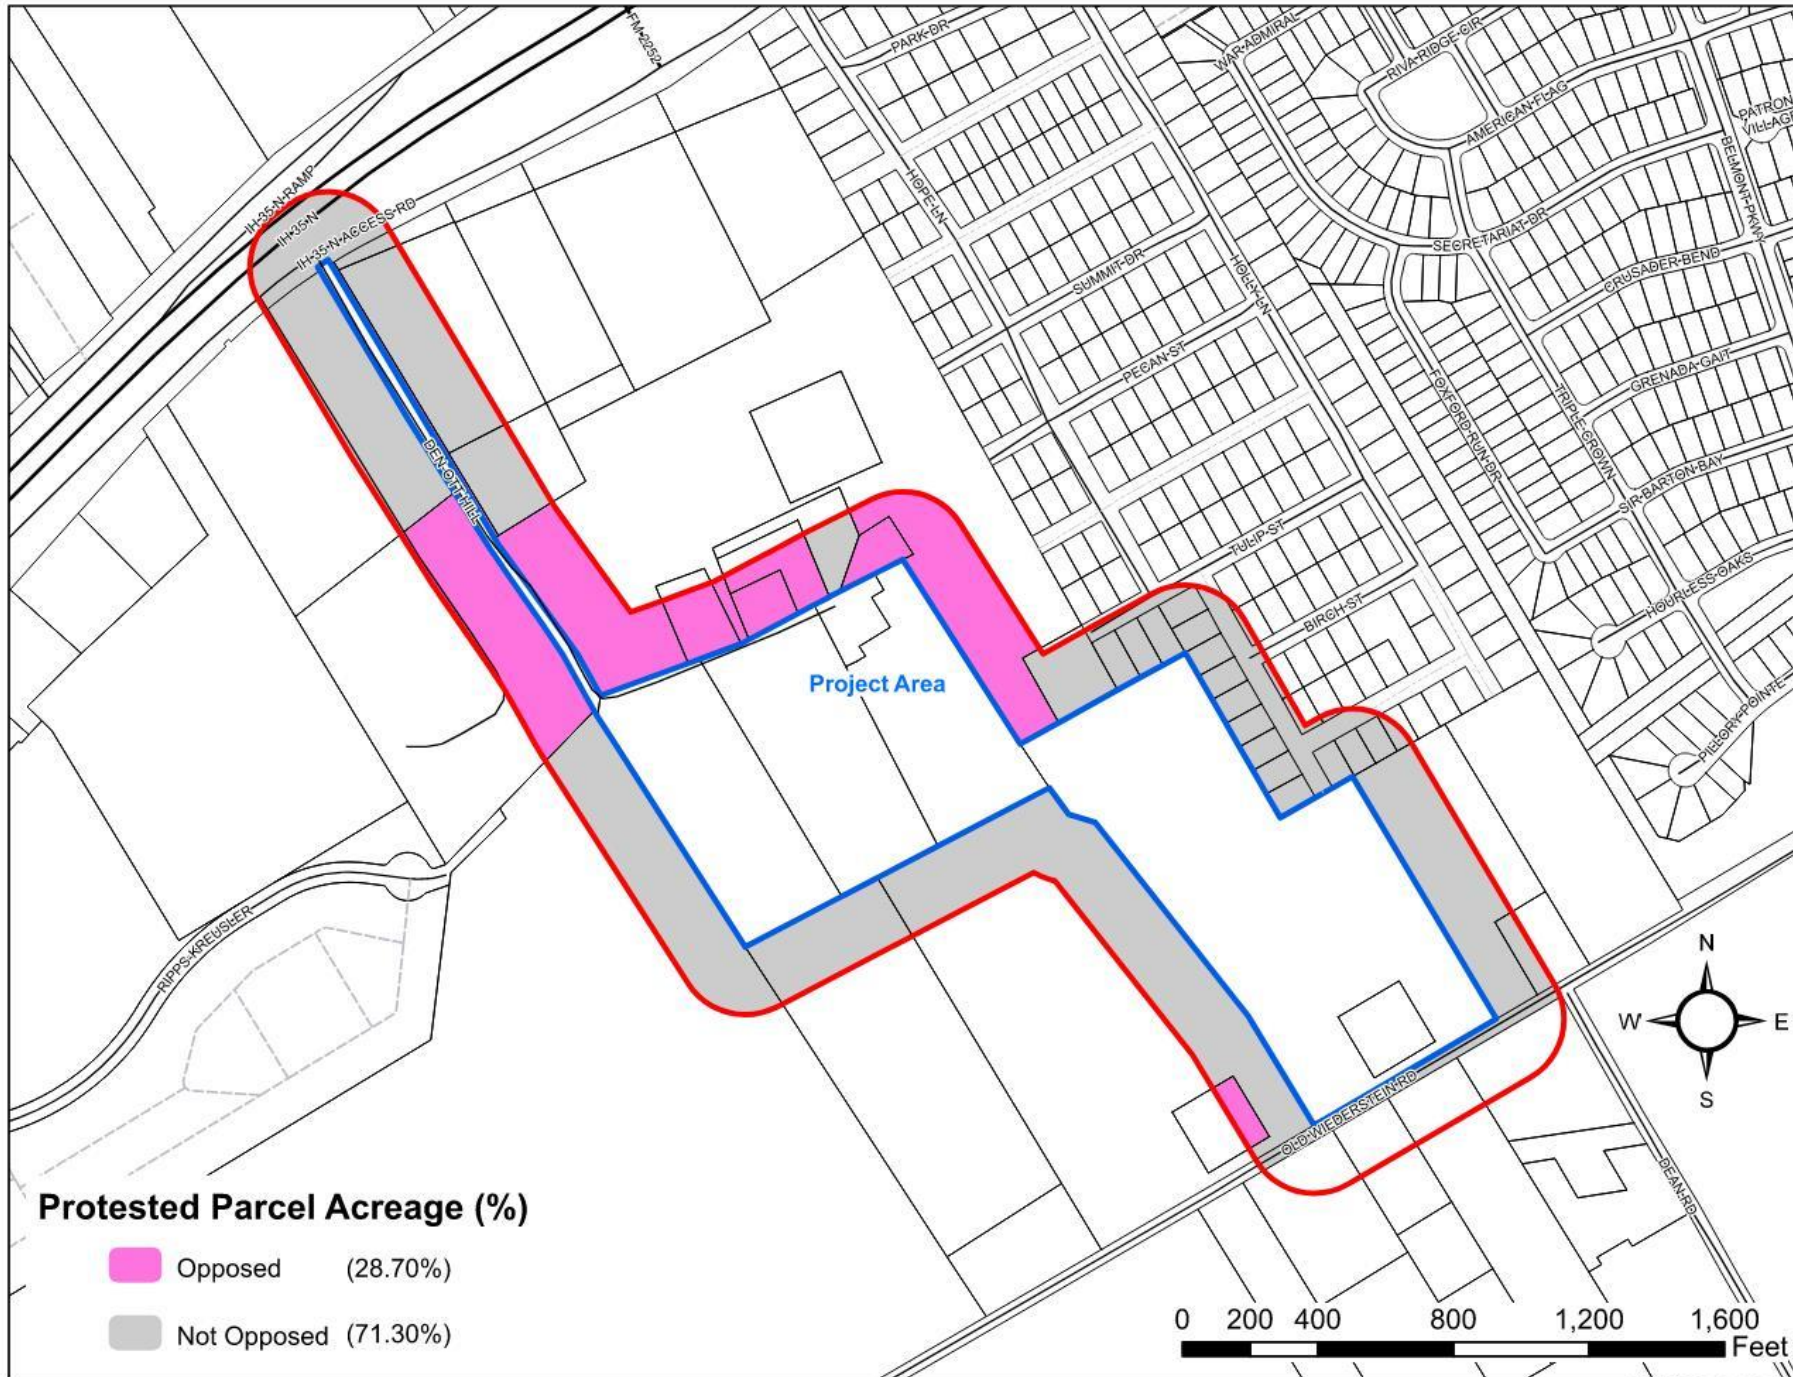 FM 2252
PARK DR
WAR ADMIRAL
RIVA RIDGE CIR
AMERICAN FLAG
PATRON
VILLAGE
BELMONT PKWY
IH 35 N RAMP
IH 35 N
IH 35 N ACCESS RD
HOPE LN
SUMMIT DR
HOLLY LN
SECRETARIAT DR
CRUSADER BEND
PECAN ST
GRENADA GAIT
FOXFORD RUN DR
TRIPLE CROWN
SIR BARTON BAY
DEN OTT HILL
TULIP ST
BIRCH ST
HOURLESS OAKS
Project Area
PILLORY POINTE
RIPPS KREUSLER
OLD WIEDERSTEIN RD
DEAN RD
N
W E
S
Protested Parcel Acreage (%)
Opposed (28.70%)
Not Opposed (71.30%)
0 200 400 800 1,200 1,600
Feet